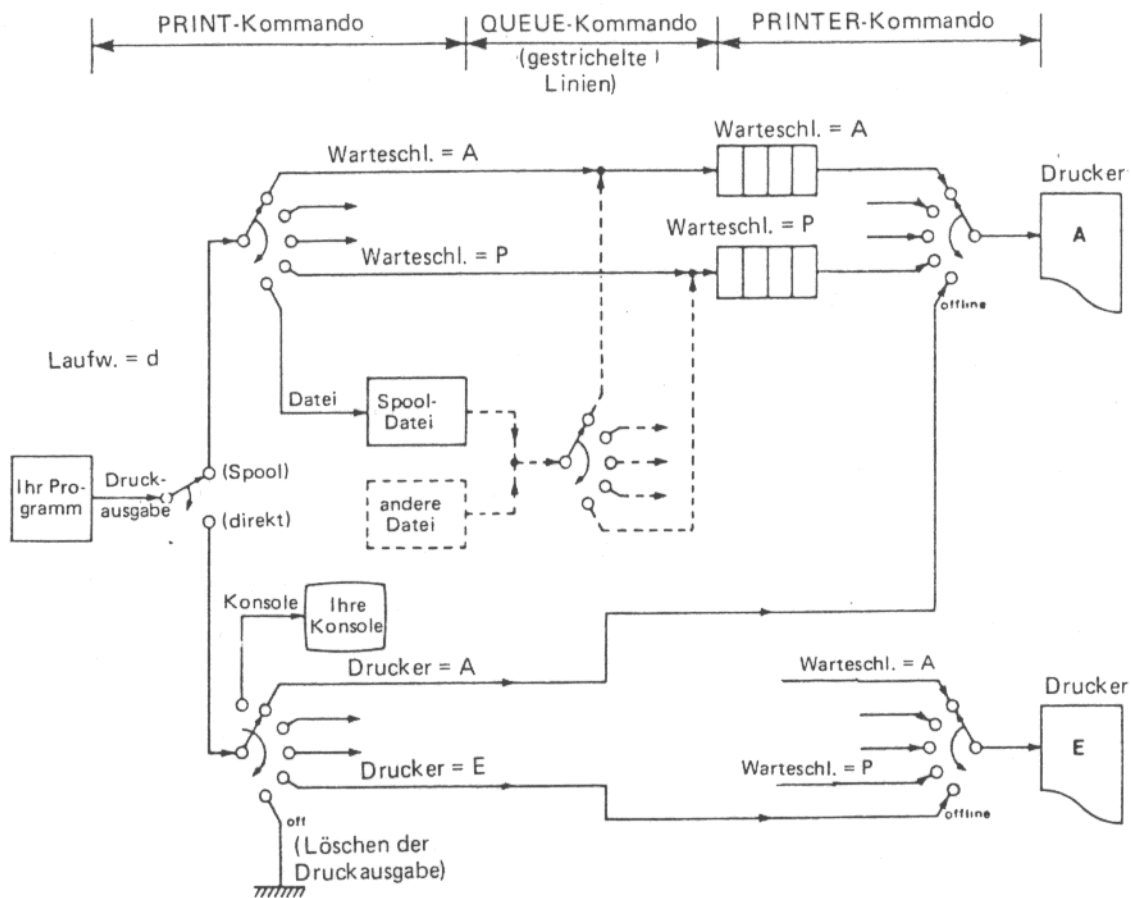 PRINT-Kommando
QUEUE-Kommando
PRINTER-Kommando
(gestrichelte
Linien)
Warteschl. = A
Warteschl. = A
Drucker
A
Warteschl. = P
Warteschl. = P
offline
Laufw. = d
Datei
Spool-
Datei
Ihr Pro-
gramm
Druck-
ausgabe
(Spool)
(direkt)
andere
Datei
Konsole
Ihre
Konsole
Drucker = A
Warteschl. = A
Drucker
E
Drucker = E
Warteschl. = P
offline
off
(Löschen der
Druckausgabe)